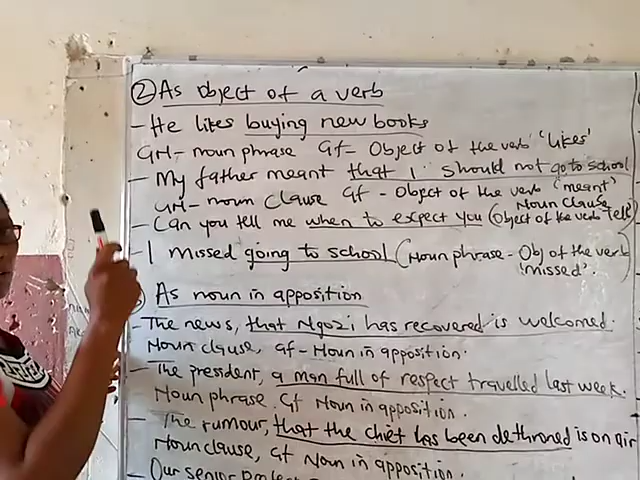 ② As object of a verb
- He likes buying new books
GN- noun phrase Gf- Object of the verb 'likes'
- My father meant that I should not go to school
GN- noun Clause Gf - Object of the verb 'meant'
- Can you tell me when to expect you (Noun Clause Object of the verb 'Tell')
- I missed going to school (Noun phrase - Obj of the verb 'missed'.
As noun in apposition
- The news, that Ngozi has recovered is welcomed.
Noun clause, Gf - Noun in apposition.
- The president, a man full of respect travelled last week.
Noun phrase. Gf Noun in apposition.
- The rumour, that the chief has been dethroned is on air
Noun clause, Gf Noun in apposition.
- Our senior